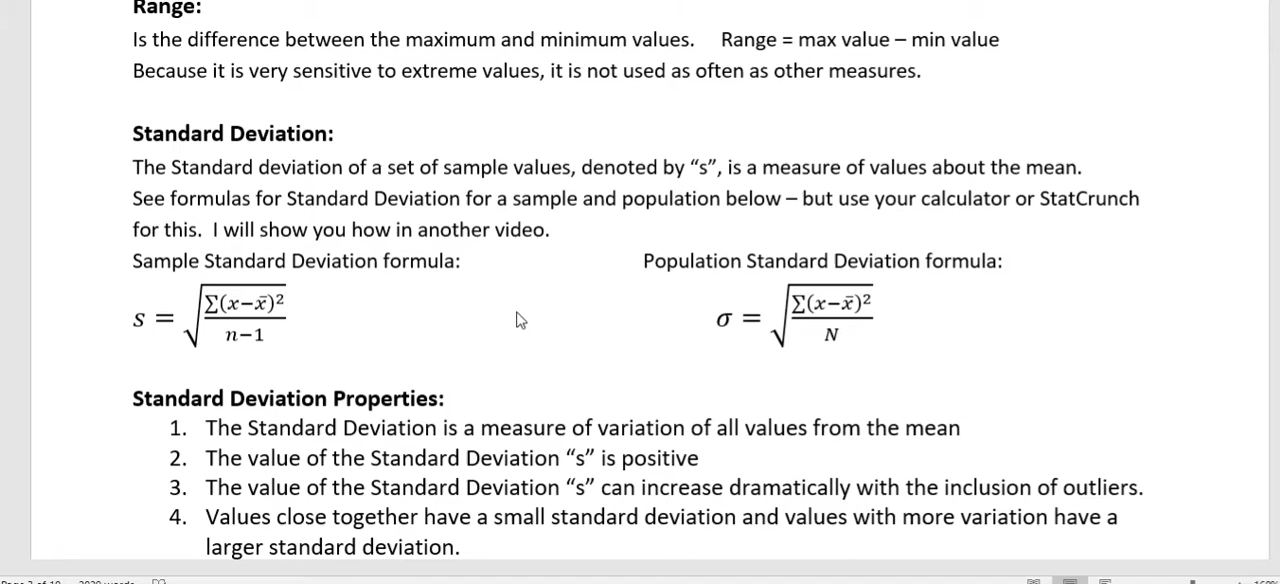 Range:
Is the difference between the maximum and minimum values. Range = max value – min value
Because it is very sensitive to extreme values, it is not used as often as other measures.
Standard Deviation:
The Standard deviation of a set of sample values, denoted by “s”, is a measure of values about the mean.
See formulas for Standard Deviation for a sample and population below – but use your calculator or StatCrunch
for this. I will show you how in another video.
Sample Standard Deviation formula: Population Standard Deviation formula:
s = √(∑(x−x̄)²/(n−1)) σ = √(∑(x−x̄)²/N)
Standard Deviation Properties:
1. The Standard Deviation is a measure of variation of all values from the mean
2. The value of the Standard Deviation “s” is positive
3. The value of the Standard Deviation “s” can increase dramatically with the inclusion of outliers.
4. Values close together have a small standard deviation and values with more variation have a
larger standard deviation.